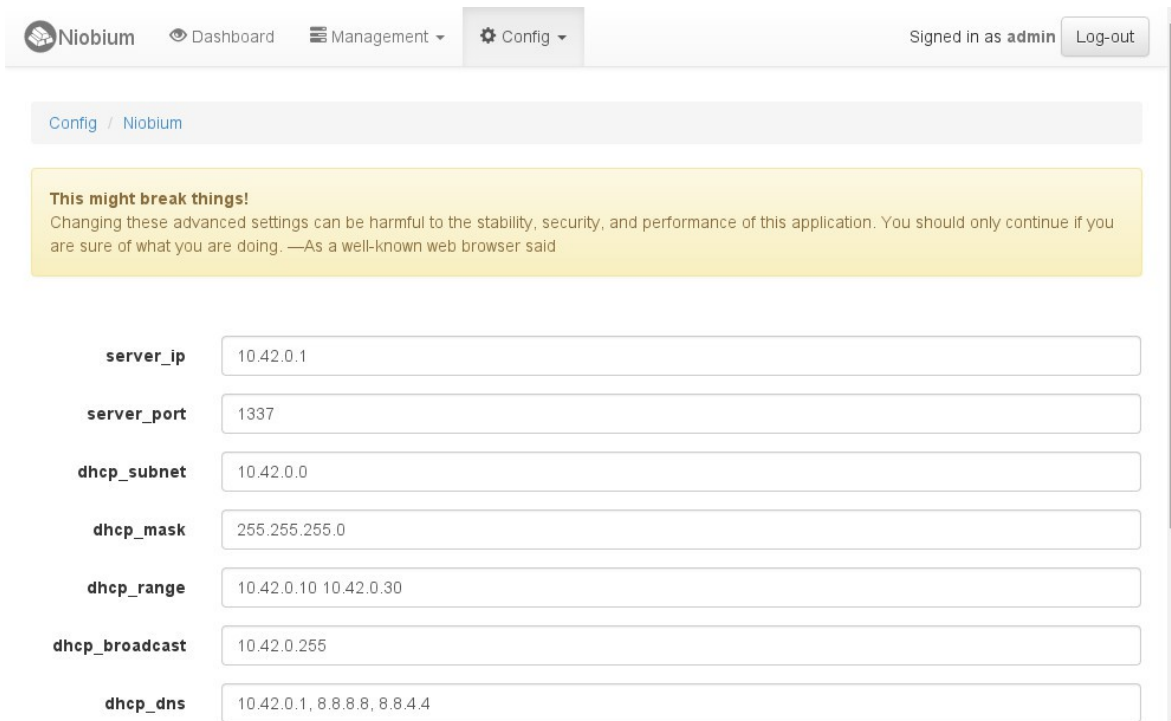 Niobium Dashboard Management Config Signed in as admin Log-out
Config / Niobium
This might break things!
Changing these advanced settings can be harmful to the stability, security, and performance of this application. You should only continue if you
are sure of what you are doing. —As a well-known web browser said
server_ip 10.42.0.1
server_port 1337
dhcp_subnet 10.42.0.0
dhcp_mask 255.255.255.0
dhcp_range 10.42.0.10 10.42.0.30
dhcp_broadcast 10.42.0.255
dhcp_dns 10.42.0.1, 8.8.8.8, 8.8.4.4